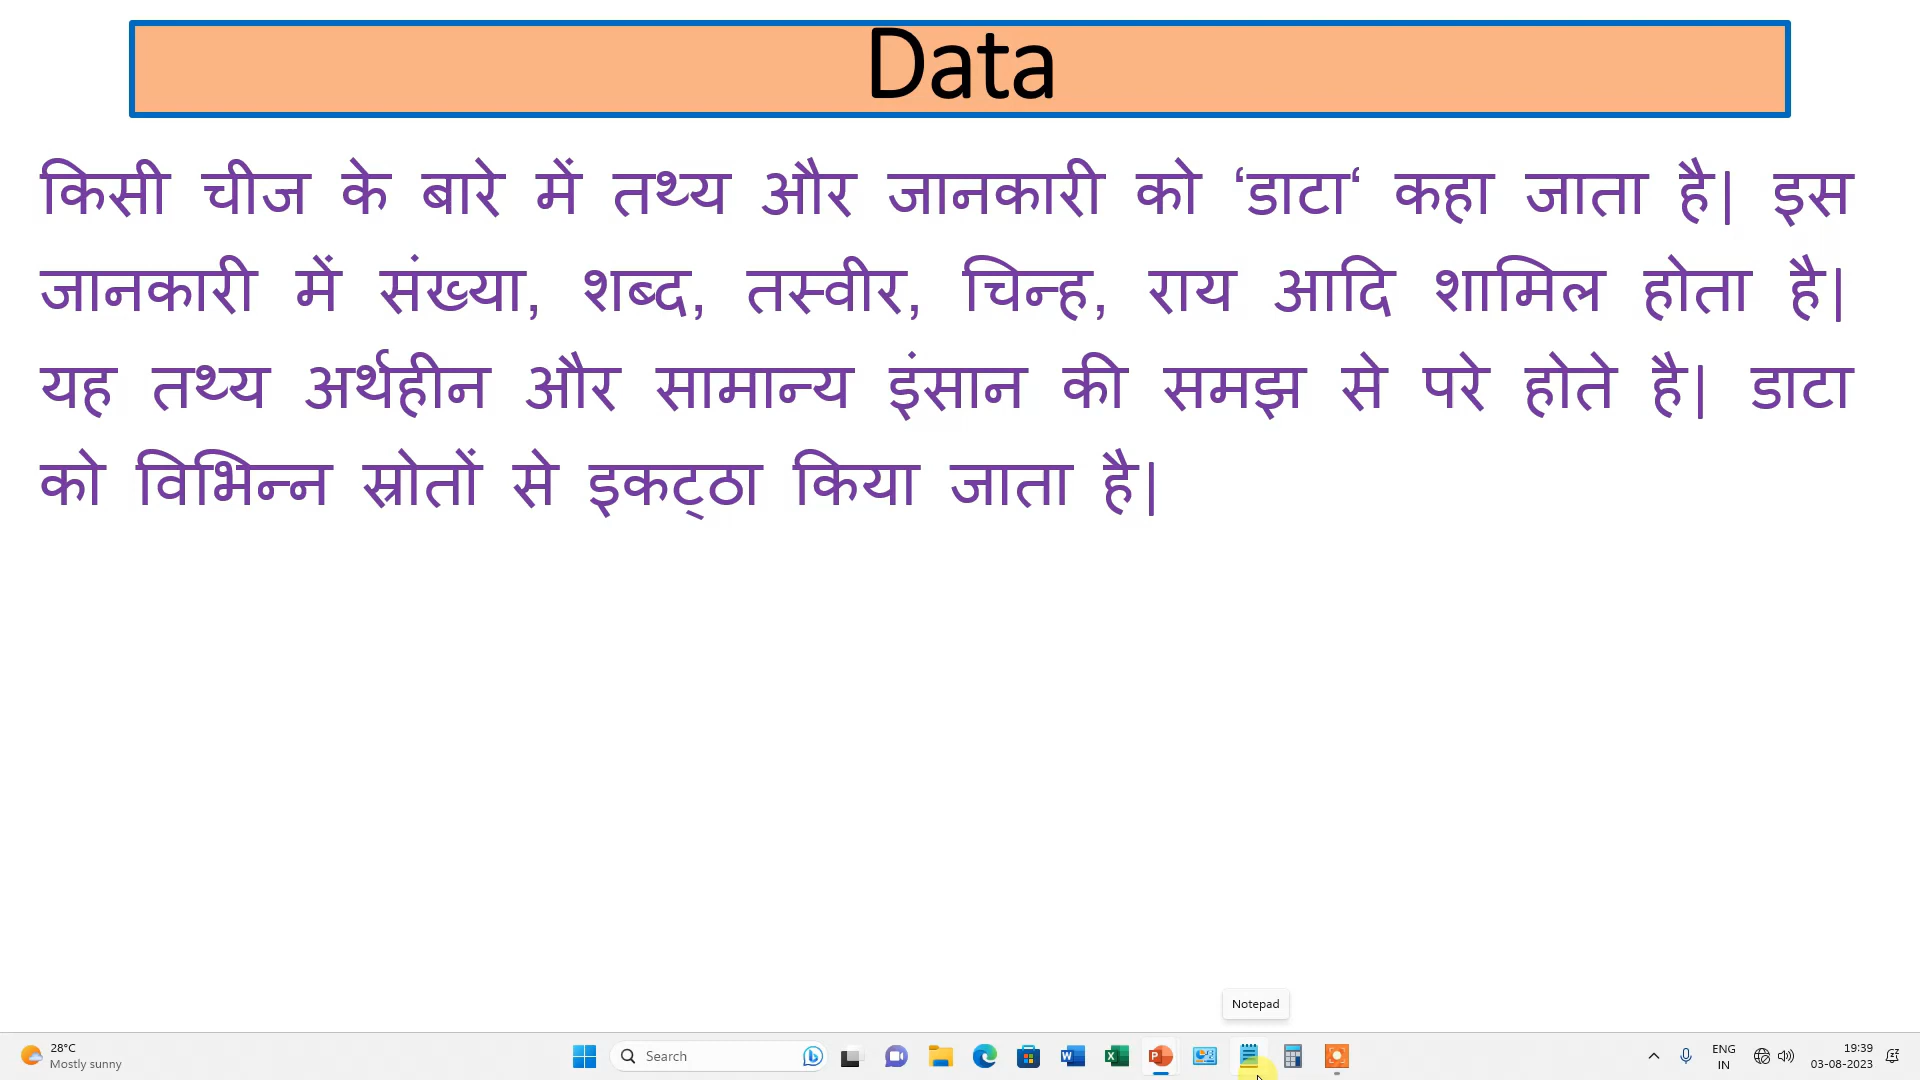 Data
किसी चीज के बारे में तथ्य और जानकारी को ‘डाटा‘ कहा जाता है| इस
जानकारी में संख्या, शब्द, तस्वीर, चिन्ह, राय आदि शामिल होता है|
यह तथ्य अर्थहीन और सामान्य इंसान की समझ से परे होते है| डाटा
को विभिन्न स्रोतों से इकट्ठा किया जाता है|
Notepad
28°C
Mostly sunny
Search
ENG
IN
19:39
03-08-2023